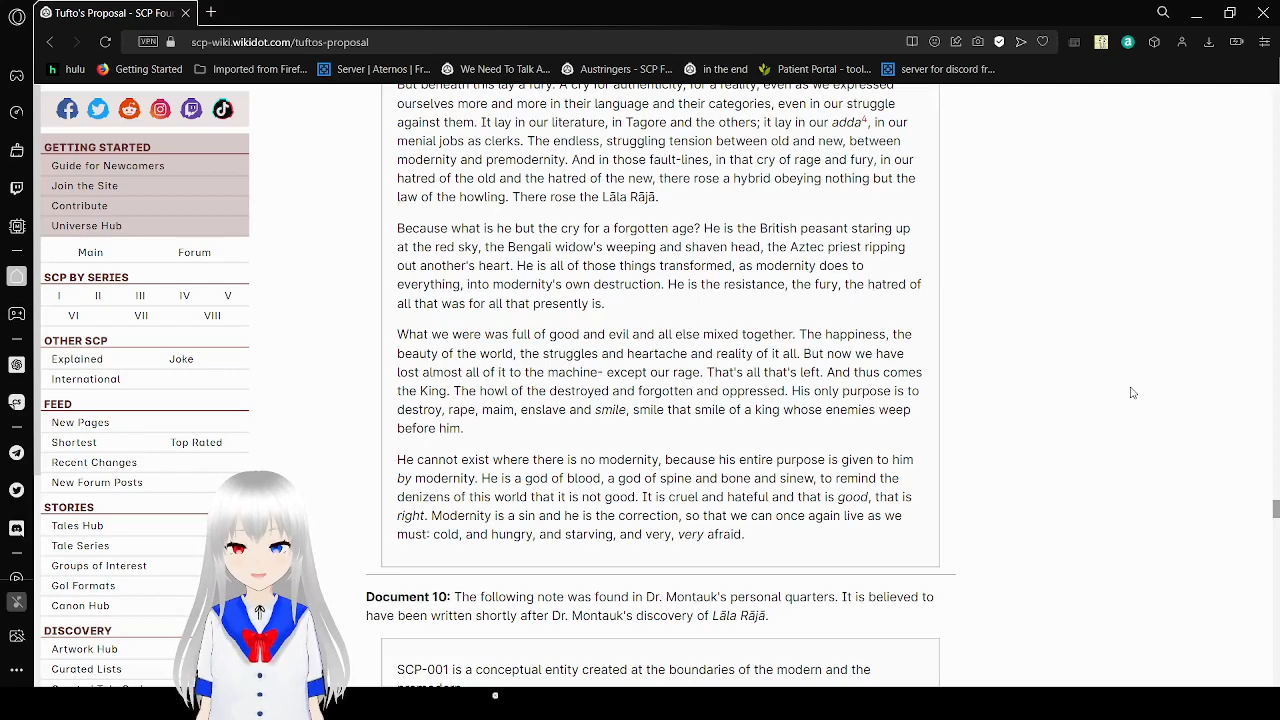 Tufto's Proposal - SCP Four
VPN scp-wiki.wikidot.com/tuftos-proposal
hulu Getting Started Imported from Firef... Server | Aternos | Fr... We Need To Talk A... Austringers - SCP F... in the end Patient Portal - tool... server for discord fr...
GETTING STARTED
Guide for Newcomers
Join the Site
Contribute
Universe Hub
Main Forum
SCP BY SERIES
I II III IV V
VI VII VIII
OTHER SCP
Explained Joke
International
FEED
New Pages
Shortest Top Rated
Recent Changes
New Forum Posts
STORIES
Tales Hub
Tale Series
Groups of Interest
GoI Formats
Canon Hub
DISCOVERY
Artwork Hub
Curated Lists
But beneath this lay a fury. A cry for authenticity, for a reality, even as we expressed
ourselves more and more in their language and their categories, even in our struggle
against them. It lay in our literature, in Tagore and the others; it lay in our adda4, in our
menial jobs as clerks. The endless, struggling tension between old and new, between
modernity and premodernity. And in those fault-lines, in that cry of rage and fury, in our
hatred of the old and the hatred of the new, there rose a hybrid obeying nothing but the
law of the howling. There rose the Lāla Rājā.
Because what is he but the cry for a forgotten age? He is the British peasant staring up
at the red sky, the Bengali widow's weeping and shaven head, the Aztec priest ripping
out another's heart. He is all of those things transformed, as modernity does to
everything, into modernity's own destruction. He is the resistance, the fury, the hatred of
all that was for all that presently is.
What we were was full of good and evil and all else mixed together. The happiness, the
beauty of the world, the struggles and heartache and reality of it all. But now we have
lost almost all of it to the machine- except our rage. That's all that's left. And thus comes
the King. The howl of the destroyed and forgotten and oppressed. His only purpose is to
destroy, rape, maim, enslave and smile, smile that smile of a king whose enemies weep
before him.
He cannot exist where there is no modernity, because his entire purpose is given to him
by modernity. He is a god of blood, a god of spine and bone and sinew, to remind the
denizens of this world that it is not good. It is cruel and hateful and that is good, that is
right. Modernity is a sin and he is the correction, so that we can once again live as we
must: cold, and hungry, and starving, and very, very afraid.
Document 10: The following note was found in Dr. Montauk's personal quarters. It is believed to
have been written shortly after Dr. Montauk's discovery of Lāla Rājā.
SCP-001 is a conceptual entity created at the boundaries of the modern and the